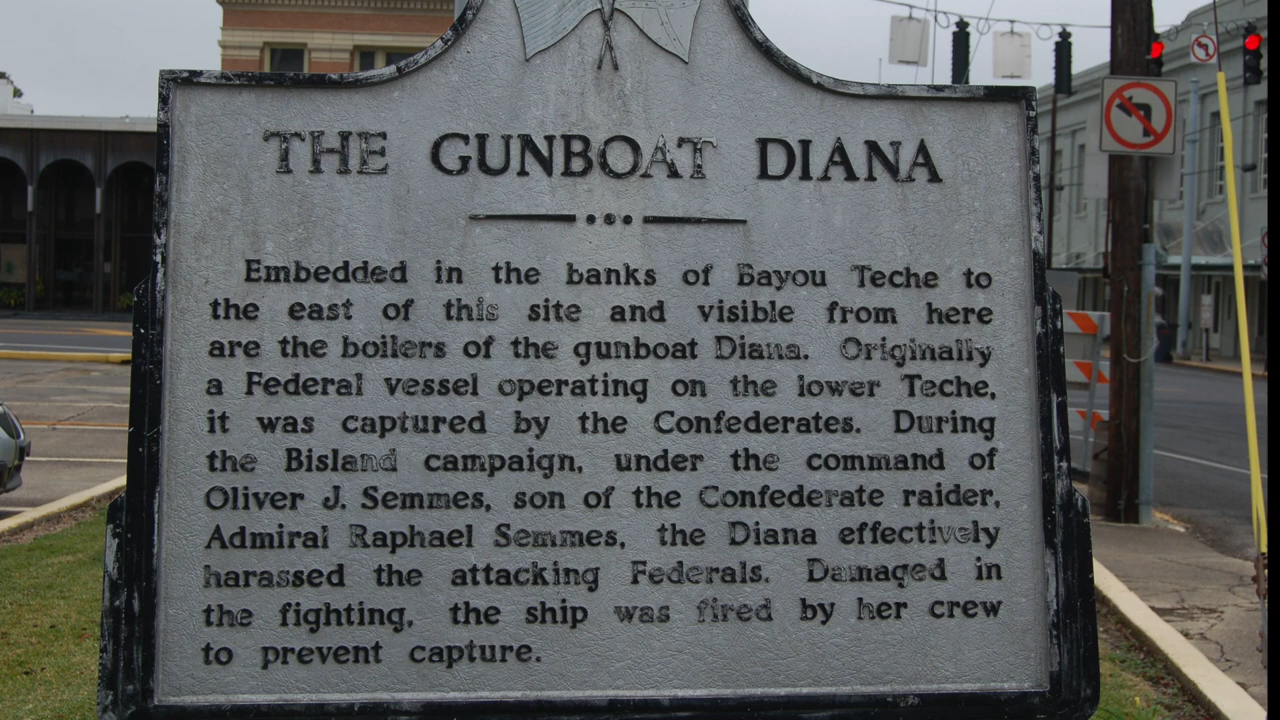 THE GUNBOAT DIANA
Embedded in the banks of Bayou Teche to
the east of this site and visible from here
are the boilers of the gunboat Diana. Originally
a Federal vessel operating on the lower Teche,
it was captured by the Confederates. During
the Bisland campaign, under the command of
Oliver J. Semmes, son of the Confederate raider,
Admiral Raphael Semmes, the Diana effectively
harassed the attacking Federals. Damaged in
the fighting, the ship was fired by her crew
to prevent capture.